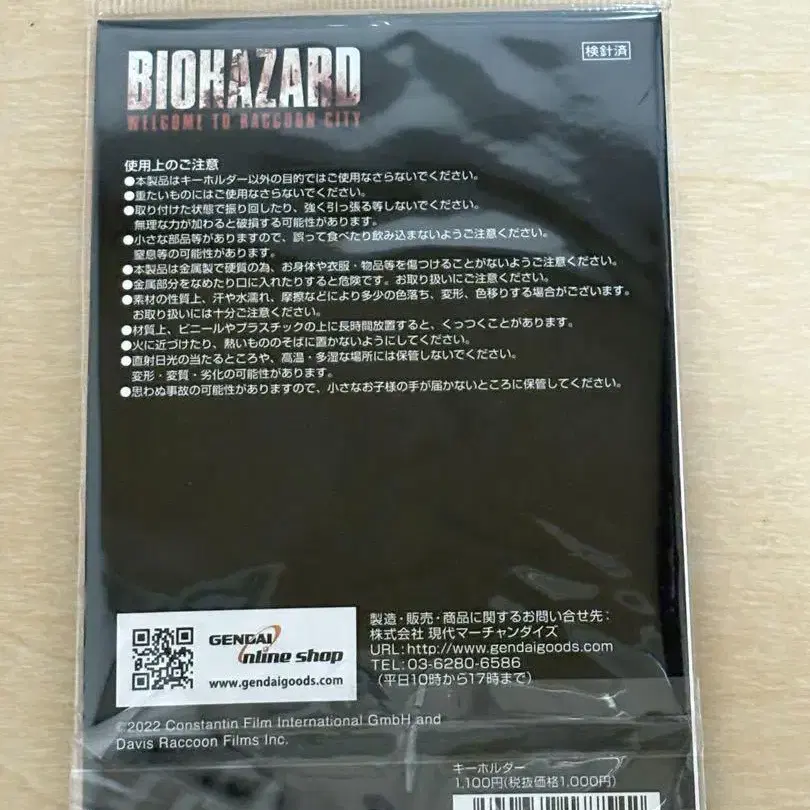 BIOHAZARD
WELCOME TO RACCOON CITY
検針済
使用上のご注意
●本製品はキーホルダー以外の目的ではご使用なさらないでください。
●重たいものにはご使用なさらないでください。
●取り付けた状態で振り回したり、強く引っ張る等しないでください。
無理な力が加わると破損する可能性があります。
●小さな部品等がありますので、誤って食べたり飲み込まないようご注意ください。
窒息等の可能性があります。
●本製品は金属製で硬質の為、お身体や衣服・物品等を傷つけることがないようご注意ください。
●金属部分をなめたり口に入れたりすると危険です。お取り扱いにご注意ください。
●素材の性質上、汗や水濡れ、摩擦などにより多少の色落ち、変形、色移りする場合がございます。
お取り扱いには十分ご注意ください。
●材質上、ビニールやプラスチックの上に長時間放置すると、くっつくことがあります。
●火に近づけたり、熱いもののそばに置かないようにしてください。
●直射日光の当たるところや、高温・多湿な場所には保管しないでください。
変形・変質・劣化の可能性があります。
●思わぬ事故の可能性がありますので、小さなお子様の手が届かないところに保管してください。
GENDAI
Online shop
www.gendaigoods.com
製造・販売・商品に関するお問い合せ先：
株式会社 現代マーチャンダイズ
URL:http://www.gendaigoods.com
TEL:03-6280-6586
（平日10時から17時まで）
©2022 Constantin Film International GmbH and
Davis Raccoon Films Inc.
キーホルダー
1,100円(税抜価格1,000円)